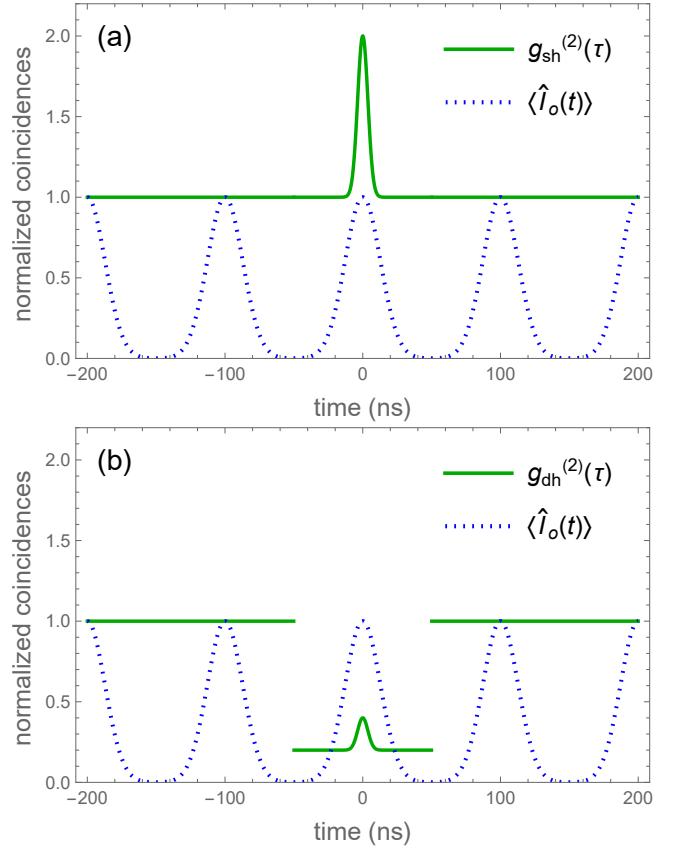 (a)
g_sh^(2)(τ)
⟨Î_o(t)⟩
normalized coincidences
2.0
1.5
1.0
0.5
0.0
−200
−100
0
100
200
time (ns)
(b)
g_dh^(2)(τ)
⟨Î_o(t)⟩
normalized coincidences
2.0
1.5
1.0
0.5
0.0
−200
−100
0
100
200
time (ns)